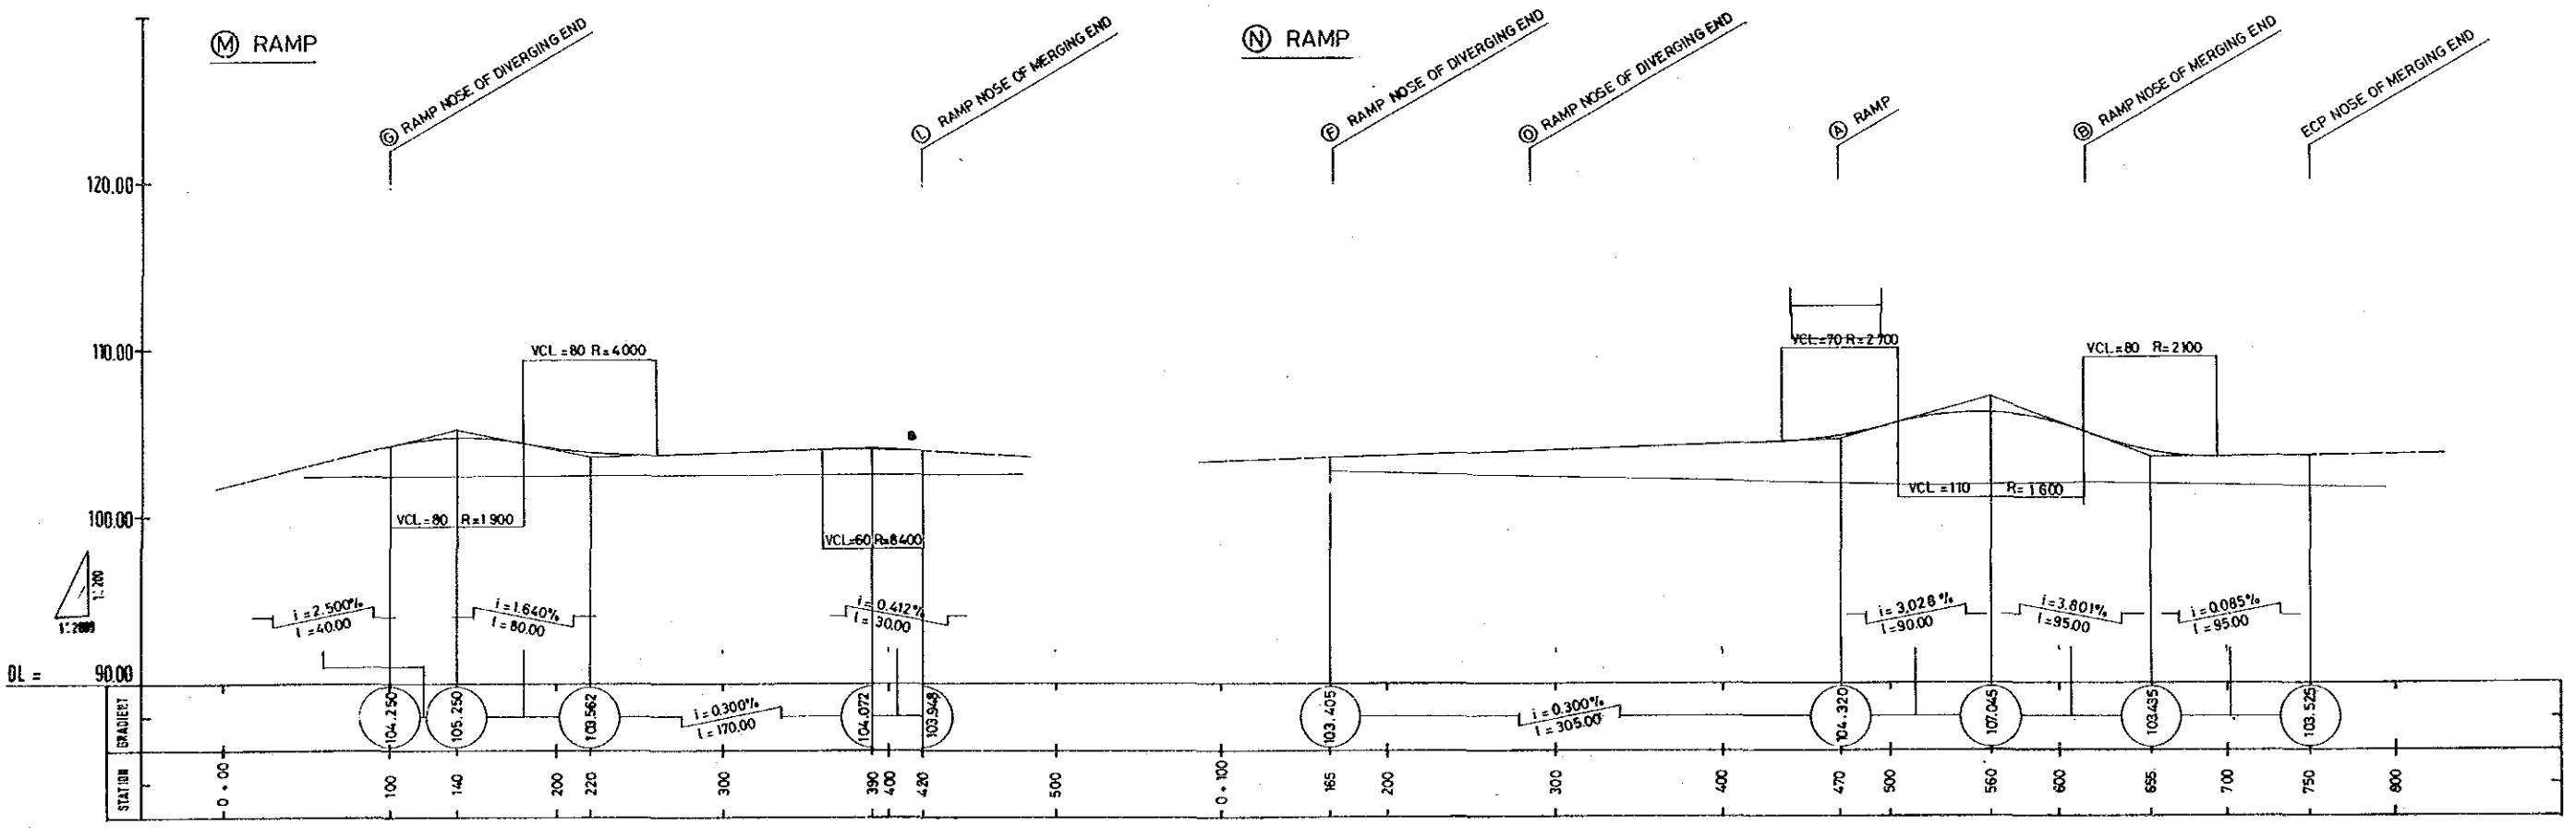 Ⓜ RAMP
Ⓖ RAMP NOSE OF DIVERGING END
Ⓛ RAMP NOSE OF MERGING END
Ⓝ RAMP
Ⓕ RAMP NOSE OF DIVERGING END
Ⓞ RAMP NOSE OF DIVERGING END
Ⓐ RAMP
Ⓑ RAMP NOSE OF MERGING END
ECP NOSE OF MERGING END
120.00
110.00
100.00
DL = 90.00
1:200
1:2000
VCL=80 R=4000
VCL=80 R=1900
VCL=60 R=8400
VCL=70 R=2700
VCL=110 R=1600
VCL=80 R=2100
i=2.500%
l=40.00
i=1.640%
l=80.00
i=0.412%
l=30.00
i=3.028%
l=90.00
i=3.801%
l=95.00
i=0.085%
l=95.00
GRADIENT
104.250
105.250
103.562
i=0.300%
l=170.00
104.072
103.948
103.405
i=0.300%
l=305.00
104.320
107.045
103.435
103.525
STATION
0+00
100
140
200
220
300
390
400
420
500
0+100
165
200
300
400
470
500
560
600
655.
700
750
800